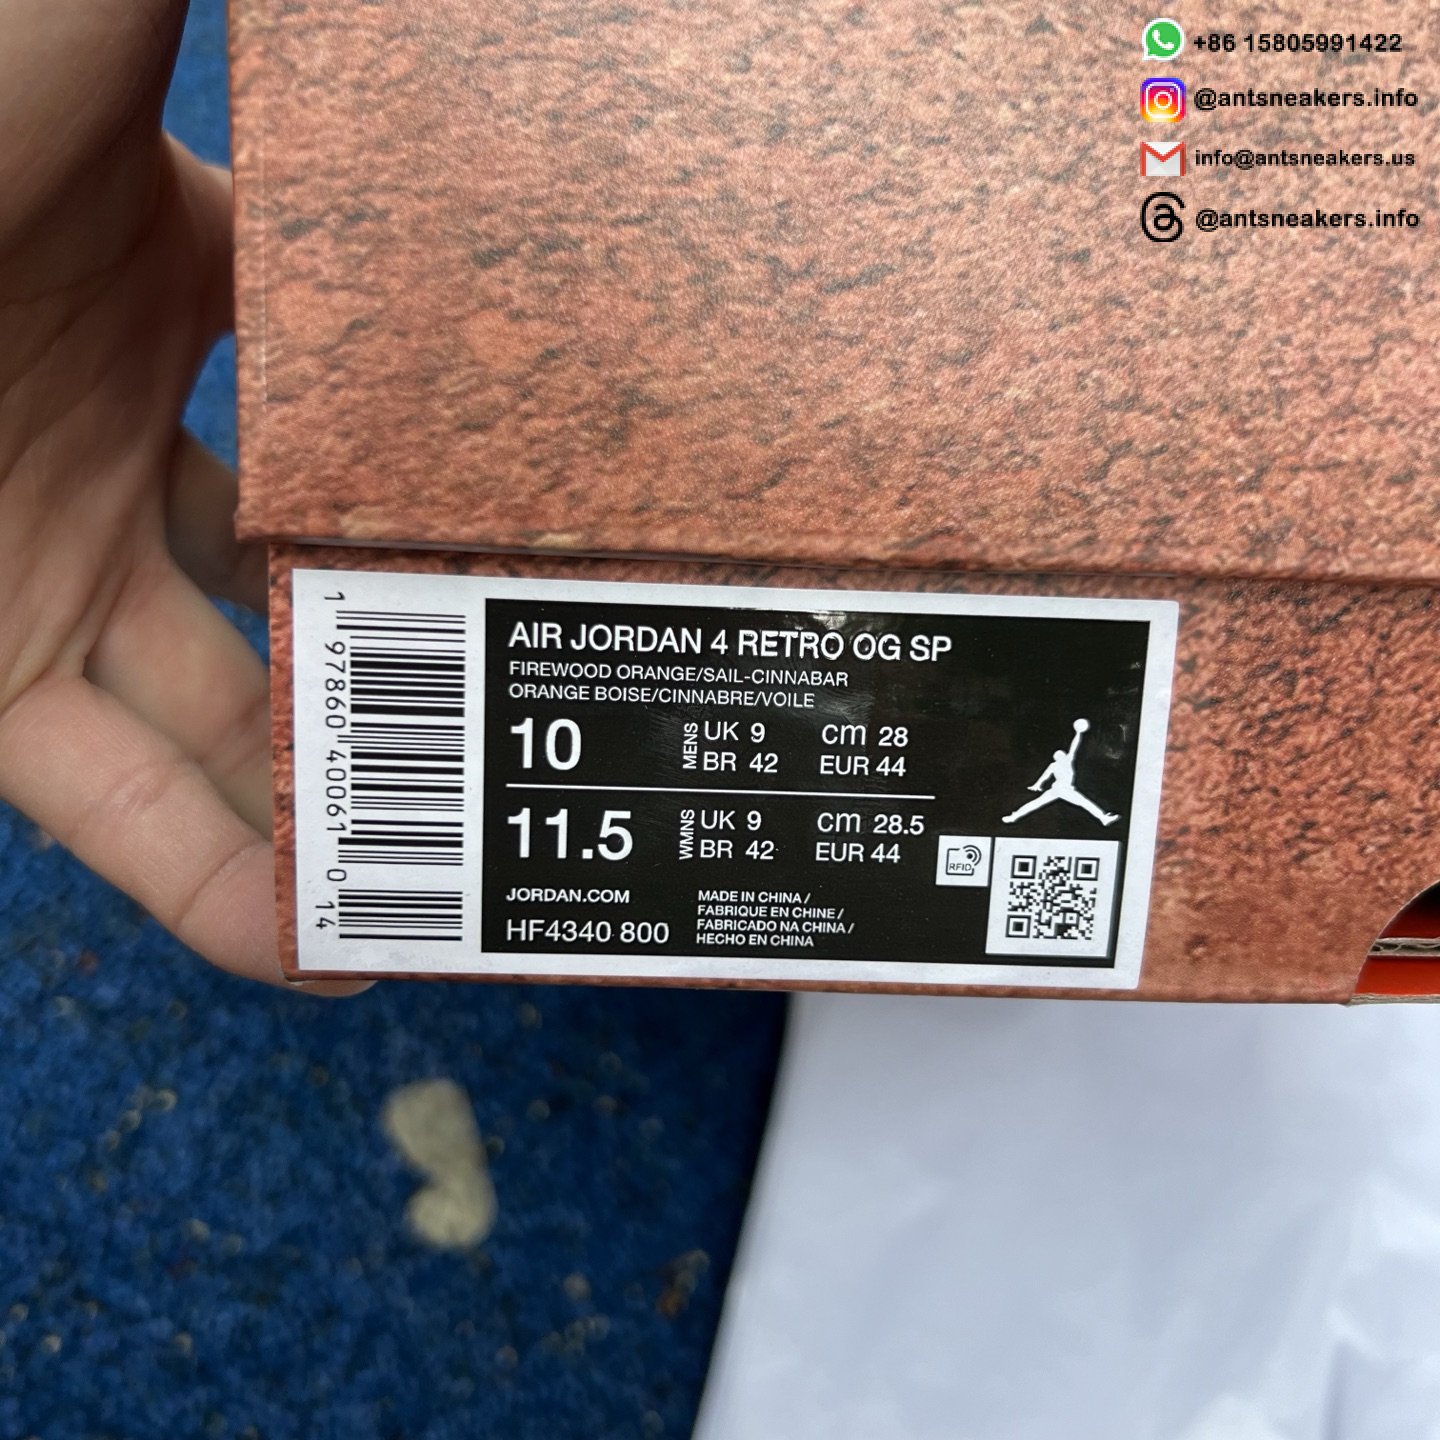 +86 15805991422
@antsneakers.info
info@antsneakers.us
@antsneakers.info
AIR JORDAN 4 RETRO OG SP
FIREWOOD ORANGE/SAIL-CINNABAR
ORANGE BOISE/CINNABRE/VOILE
10 MENS UK 9 CM 28
BR 42 EUR 44
11.5 WMNS UK 9 CM 28.5
BR 42 EUR 44
JORDAN.COM
HF4340 800
MADE IN CHINA /
FABRIQUE EN CHINE /
FABRICADO NA CHINA /
HECHO EN CHINA
RFID
1 97860 40061 0 14